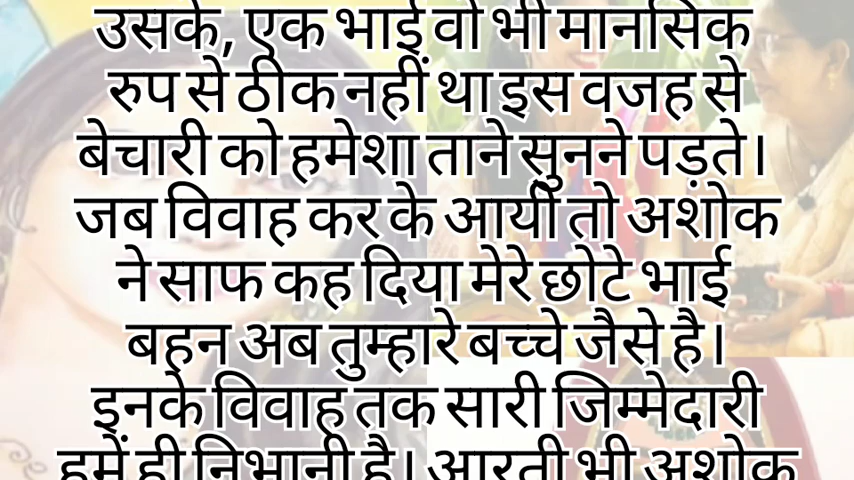 उसके, एक भाई वो भी मानसिक
रुप से ठीक नहीं था इस वजह से
बेचारी को हमेशा ताने सुनने पड़ते।
जब विवाह कर के आयी तो अशोक
ने साफ कह दिया मेरे छोटे भाई
बहन अब तुम्हारे बच्चे जैसे है।
इनके विवाह तक सारी जिम्मेदारी
हमें ही निभानी है। आरती भी अशोक